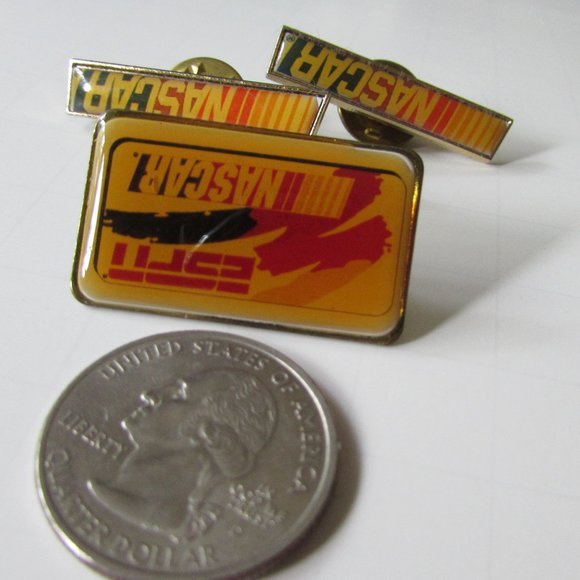 NASCAR
NASCAR
NASCAR
ESPN
UNITED STATES OF AMERICA
LIBERTY
QUARTER DOLLAR